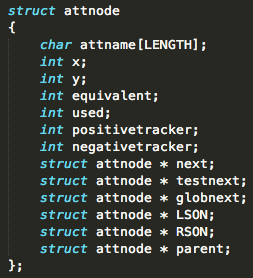 struct attnode
{
char attname[LENGTH];
int x;
int y;
int equivalent;
int used;
int positivetracker;
int negativetracker;
struct attnode * next;
struct attnode * testnext;
struct attnode * globnext;
struct attnode * LSON;
struct attnode * RSON;
struct attnode * parent;
};